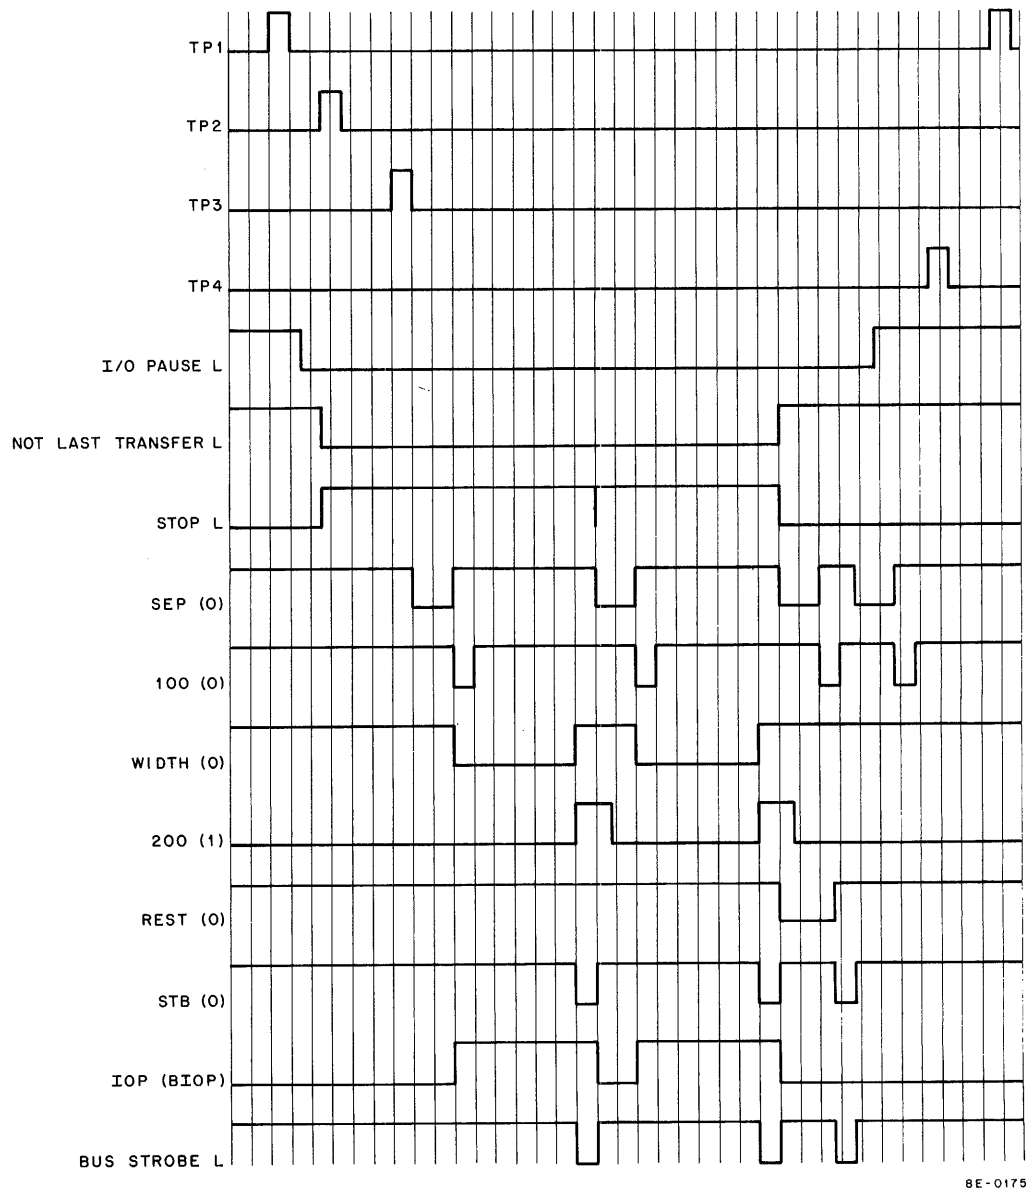 TP1
TP2
TP3
TP4
I/O PAUSE L
NOT LAST TRANSFER L
STOP L
SEP (0)
100 (0)
WIDTH (0)
200 (1)
REST (0)
STB (0)
IOP (BIOP)
BUS STROBE L
8E-0175